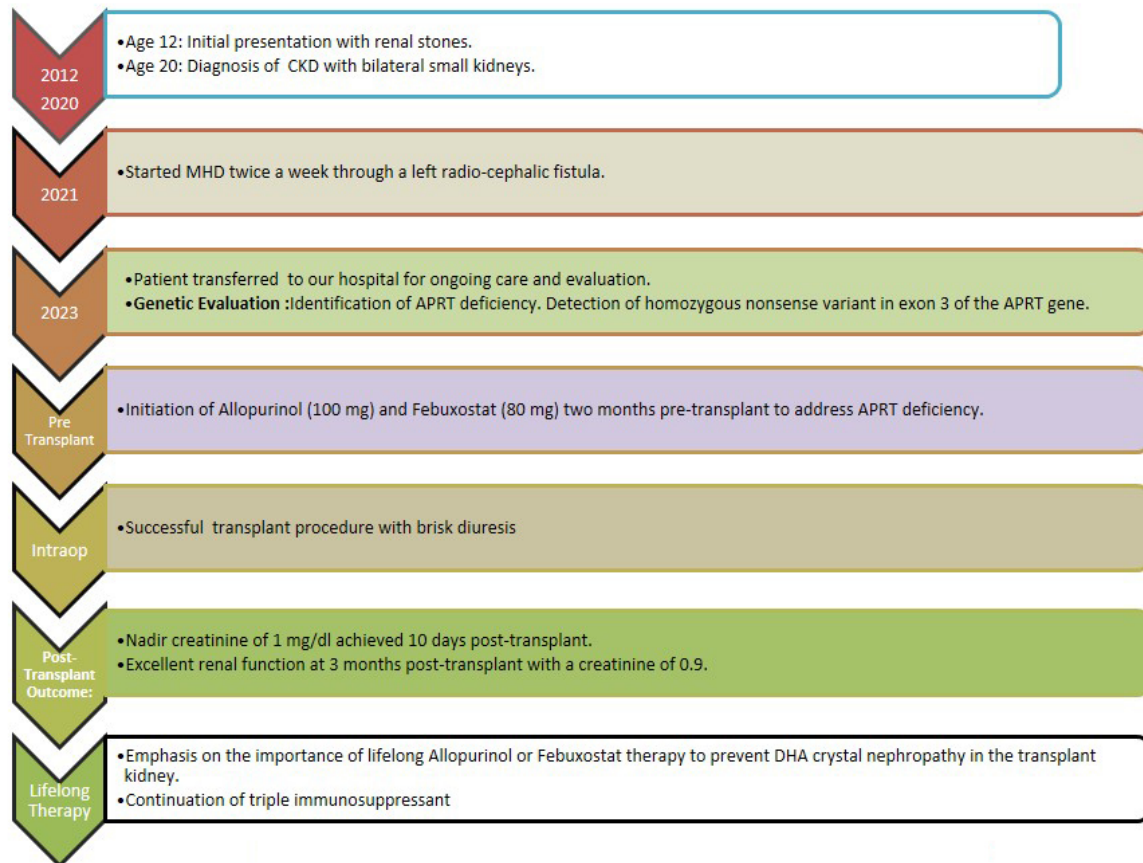 2012
2020
•Age 12: Initial presentation with renal stones.
•Age 20: Diagnosis of CKD with bilateral small kidneys.
2021
•Started MHD twice a week through a left radio-cephalic fistula.
2023
•Patient transferred to our hospital for ongoing care and evaluation.
•Genetic Evaluation :Identification of APRT deficiency. Detection of homozygous nonsense variant in exon 3 of the APRT gene.
Pre
Transplant
•Initiation of Allopurinol (100 mg) and Febuxostat (80 mg) two months pre-transplant to address APRT deficiency.
Intraop
•Successful transplant procedure with brisk diuresis
Post-
Transplant
Outcome:
•Nadir creatinine of 1 mg/dl achieved 10 days post-transplant.
•Excellent renal function at 3 months post-transplant with a creatinine of 0.9.
Lifelong
Therapy
•Emphasis on the importance of lifelong Allopurinol or Febuxostat therapy to prevent DHA crystal nephropathy in the transplant
kidney.
•Continuation of triple immunosuppressant